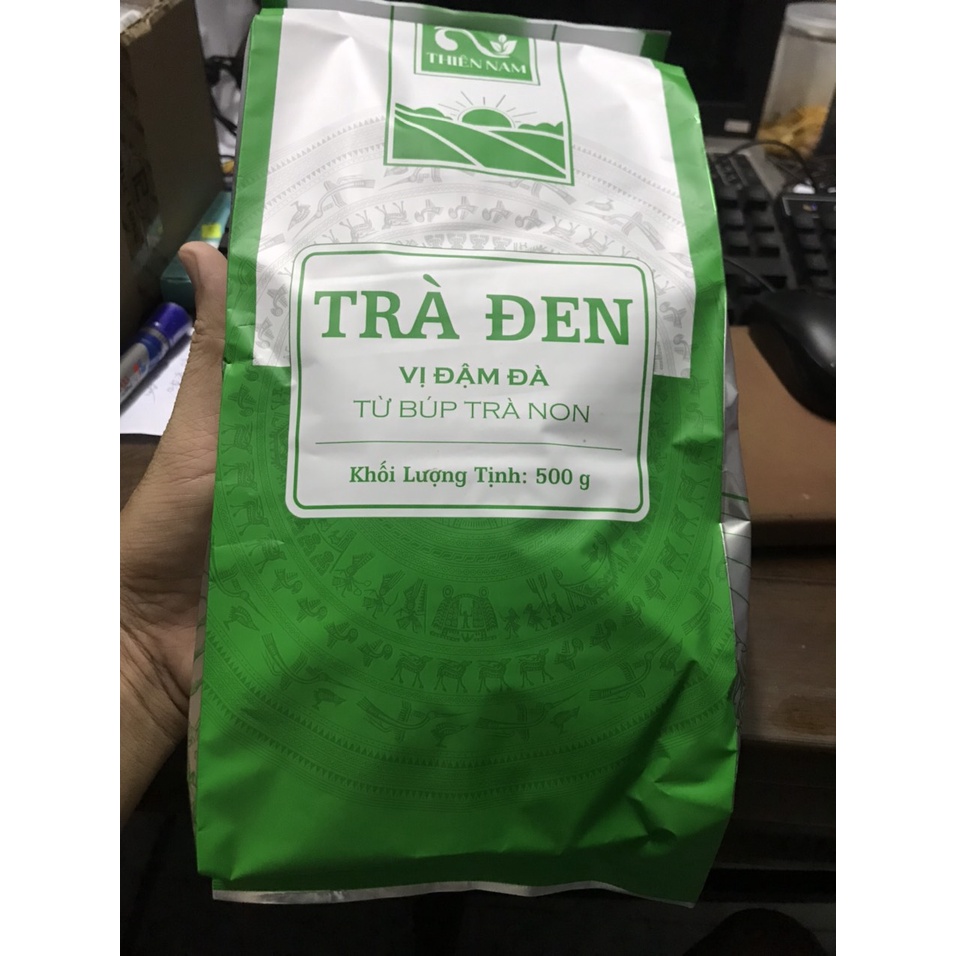 THIÊN NAM
TRÀ ĐEN
VỊ ĐẬM ĐÀ
TỪ BÚP TRÀ NON
Khối Lượng Tịnh: 500 g